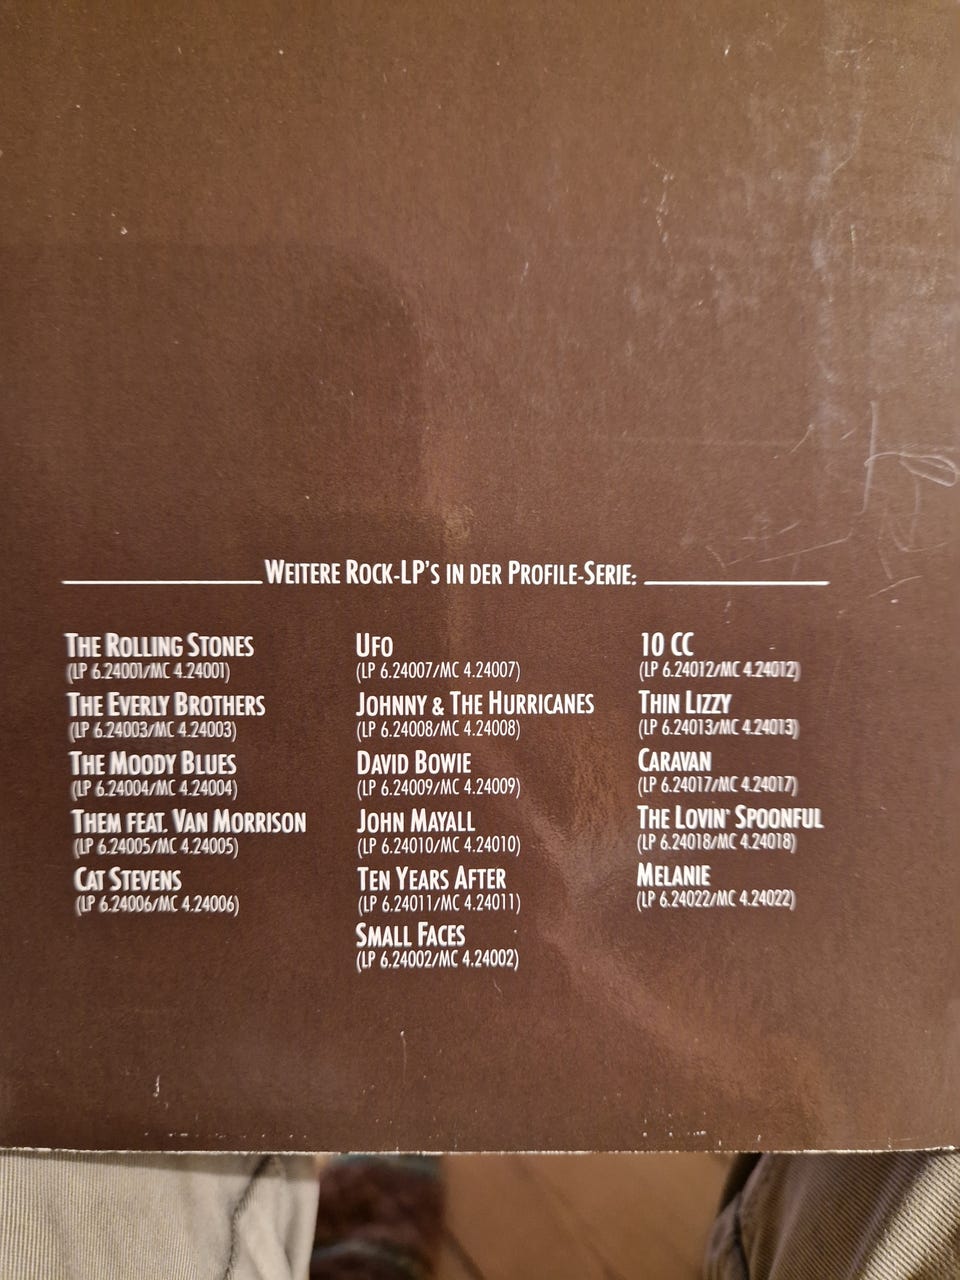 WEITERE ROCK-LP'S IN DER PROFILE-SERIE:
THE ROLLING STONES
(LP 6.24001/MC 4.24001)
THE EVERLY BROTHERS
(LP 6.24003/MC 4.24003)
THE MOODY BLUES
(LP 6.24004/MC 4.24004)
THEM FEAT. VAN MORRISON
(LP 6.24005/MC 4.24005)
CAT STEVENS
(LP 6.24006/MC 4.24006)
UFO
(LP 6.24007/MC 4.24007)
JOHNNY & THE HURRICANES
(LP 6.24008/MC 4.24008)
DAVID BOWIE
(LP 6.24009/MC 4.24009)
JOHN MAYALL
(LP 6.24010/MC 4.24010)
TEN YEARS AFTER
(LP 6.24011/MC 4.24011)
SMALL FACES
(LP 6.24002/MC 4.24002)
10 CC
(LP 6.24012/MC 4.24012)
THIN LIZZY
(LP 6.24013/MC 4.24013)
CARAVAN
(LP 6.24017/MC 4.24017)
THE LOVIN' SPOONFUL
(LP 6.24018/MC 4.24018)
MELANIE
(LP 6.24022/MC 4.24022)